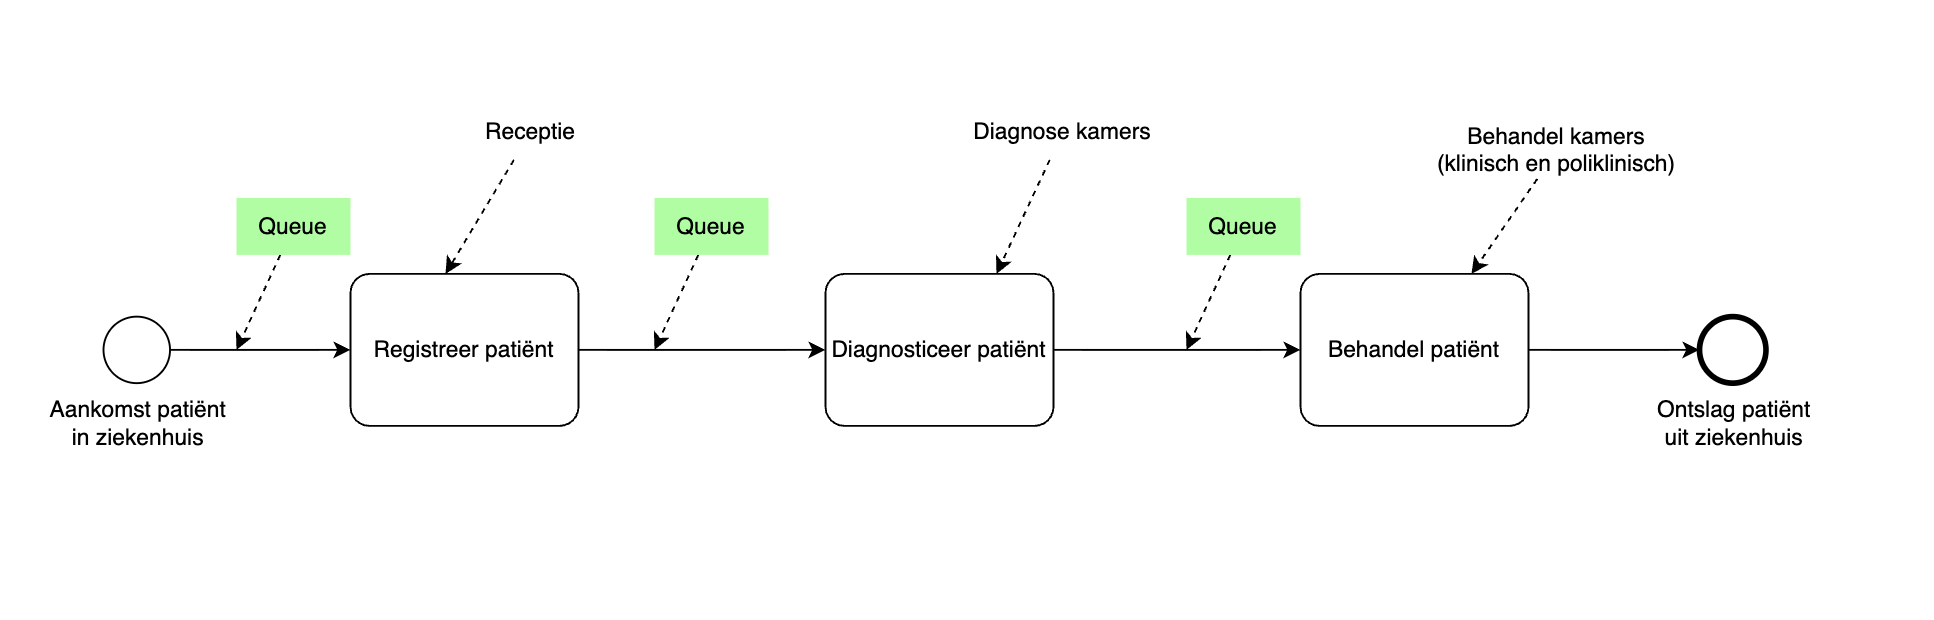 Receptie
Diagnose kamers
Behandel kamers
(klinisch en poliklinisch)
Queue
Queue
Queue
Registreer patiënt
Diagnosticeer patiënt
Behandel patiënt
Aankomst patiënt
in ziekenhuis
Ontslag patiënt
uit ziekenhuis